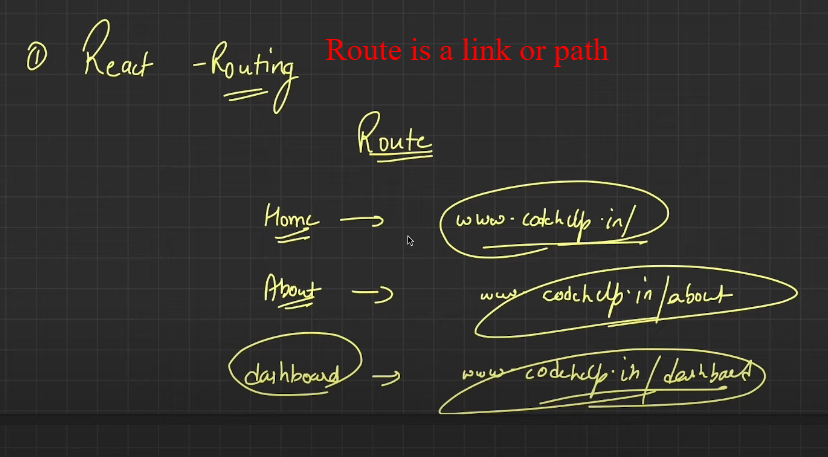 ① React - Routing Route is a link or path
Route
Home → www.codehelp.in/
About → www.codehelp.in/about
dashboard → www.codehelp.in/dashboard